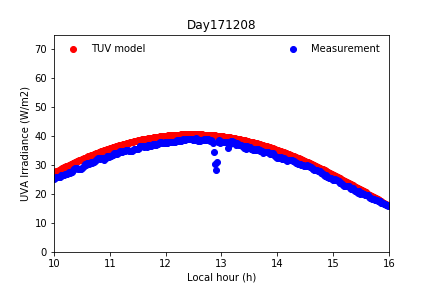 Day171208
TUV model
Measurement
UVA Irradiance (W/m2)
70
60
50
40
30
20
10
0
10 11 12 13 14 15 16
Local hour (h)